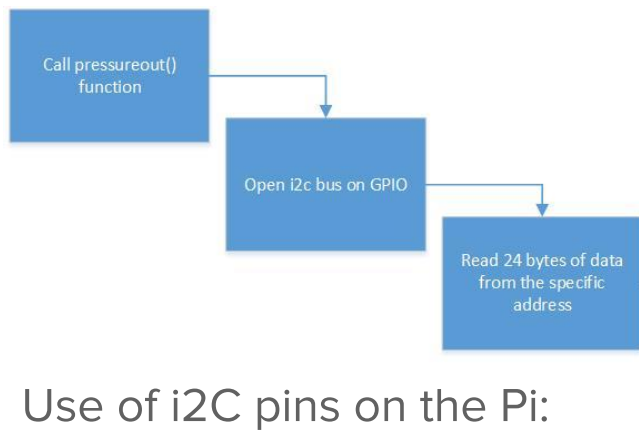 Call pressureout()
function
Open i2c bus on GPIO
Read 24 bytes of data
from the specific
address
Use of i2C pins on the Pi: